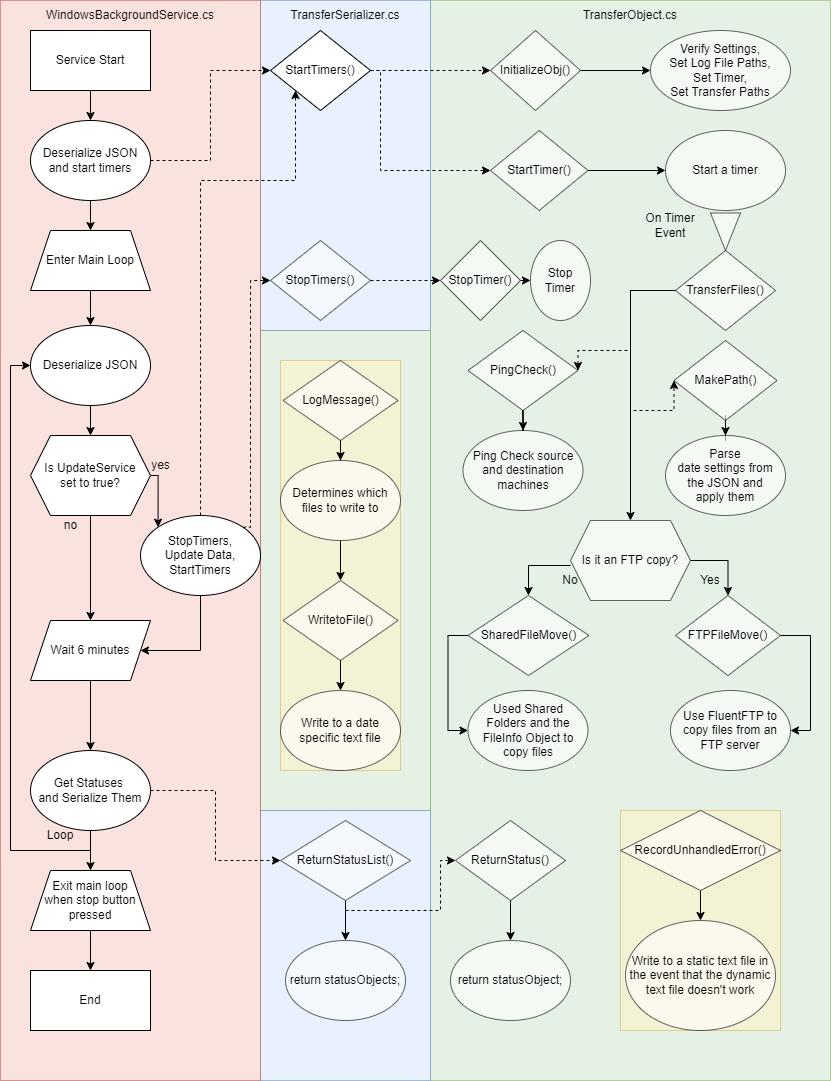 WindowsBackgroundService.cs
TransferSerializer.cs
TransferObject.cs
Service Start
Deserialize JSON
and start timers
Enter Main Loop
Deserialize JSON
Is UpdateService
set to true?
yes
no
StopTimers,
Update Data,
StartTimers
Wait 6 minutes
Get Statuses
and Serialize Them
Loop
Exit main loop
when stop button
pressed
End
StartTimers()
StopTimers()
LogMessage()
Determines which
files to write to
WritetoFile()
Write to a date
specific text file
ReturnStatusList()
return statusObjects;
InitializeObj()
Verify Settings,
Set Log File Paths,
Set Timer,
Set Transfer Paths
StartTimer()
Start a timer
On Timer
Event
StopTimer()
Stop
Timer
TransferFiles()
PingCheck()
Ping Check source
and destination
machines
MakePath()
Parse
date settings from
the JSON and
apply them
Is it an FTP copy?
No
Yes
SharedFileMove()
Used Shared
Folders and the
FileInfo Object to
copy files
FTPFileMove()
Use FluentFTP to
copy files from an
FTP server
ReturnStatus()
return statusObject;
RecordUnhandledError()
Write to a static text file in
the event that the dynamic
text file doesn't work